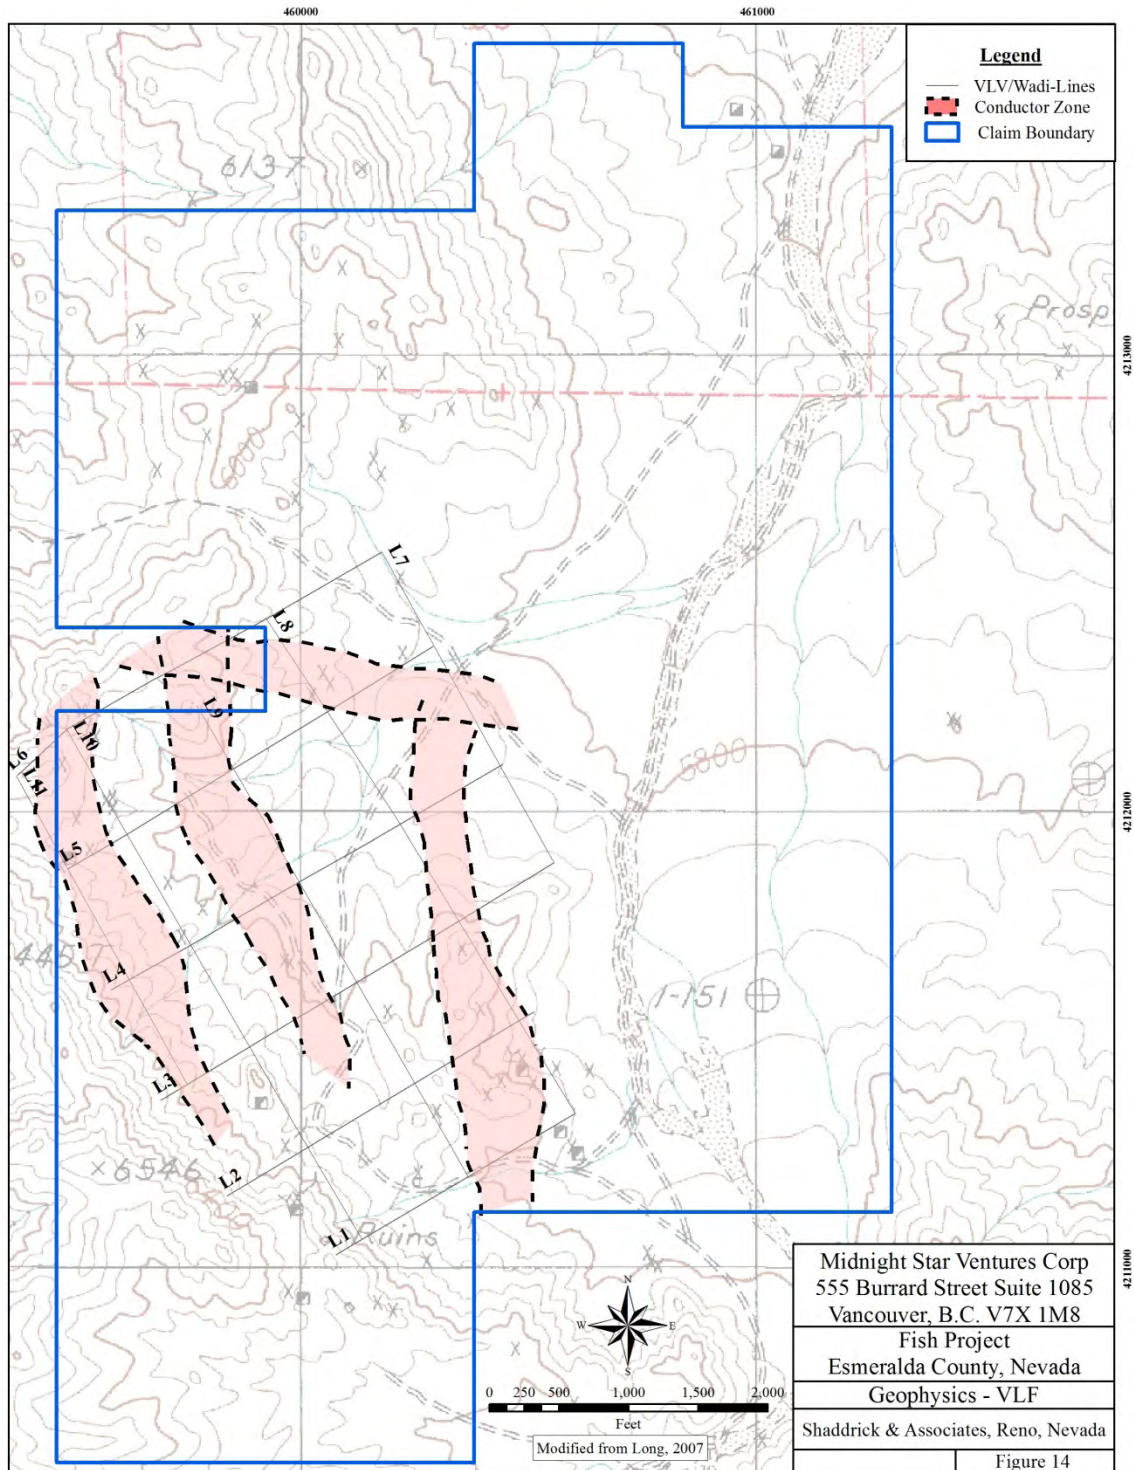 460000
461000
Legend
VLV/Wadi-Lines
Conductor Zone
Claim Boundary
6137
Prosp
4213000
6000
L7
L8
L9
L10
L6
L11
5800
4212000
L5
L4
1-151
L3
×6546
L2
L1
Ruins
4211000
N
W
E
S
0 250 500 1,000 1,500 2,000
Feet
Modified from Long, 2007
Midnight Star Ventures Corp
555 Burrard Street Suite 1085
Vancouver, B.C. V7X 1M8
Fish Project
Esmeralda County, Nevada
Geophysics - VLF
Shaddrick & Associates, Reno, Nevada
Figure 14